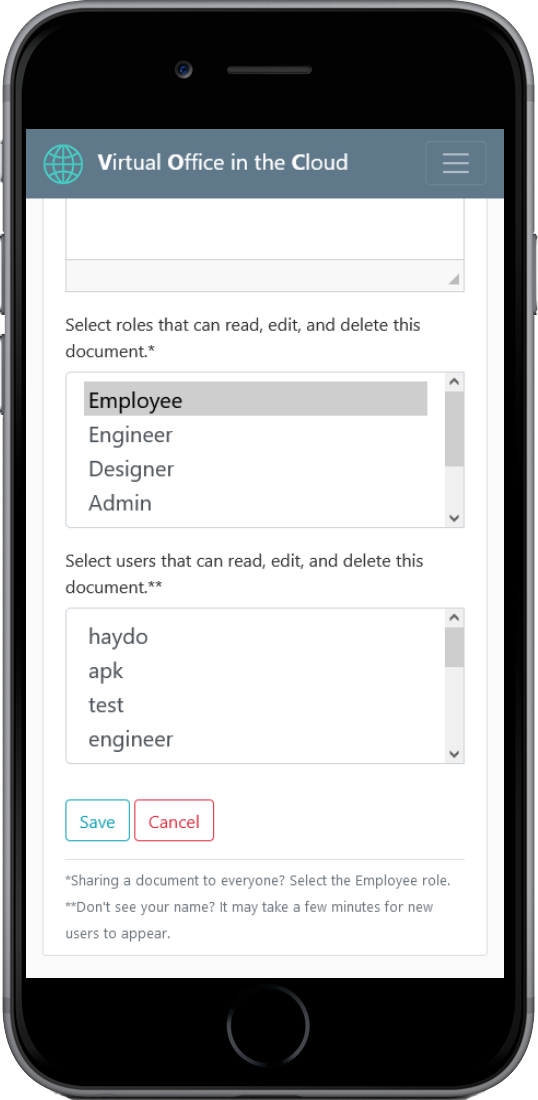 Virtual Office in the Cloud
Select roles that can read, edit, and delete this
document.*
Employee
Engineer
Designer
Admin
Select users that can read, edit, and delete this
document.**
haydo
apk
test
engineer
Save Cancel
*Sharing a document to everyone? Select the Employee role.
**Don't see your name? It may take a few minutes for new
users to appear.